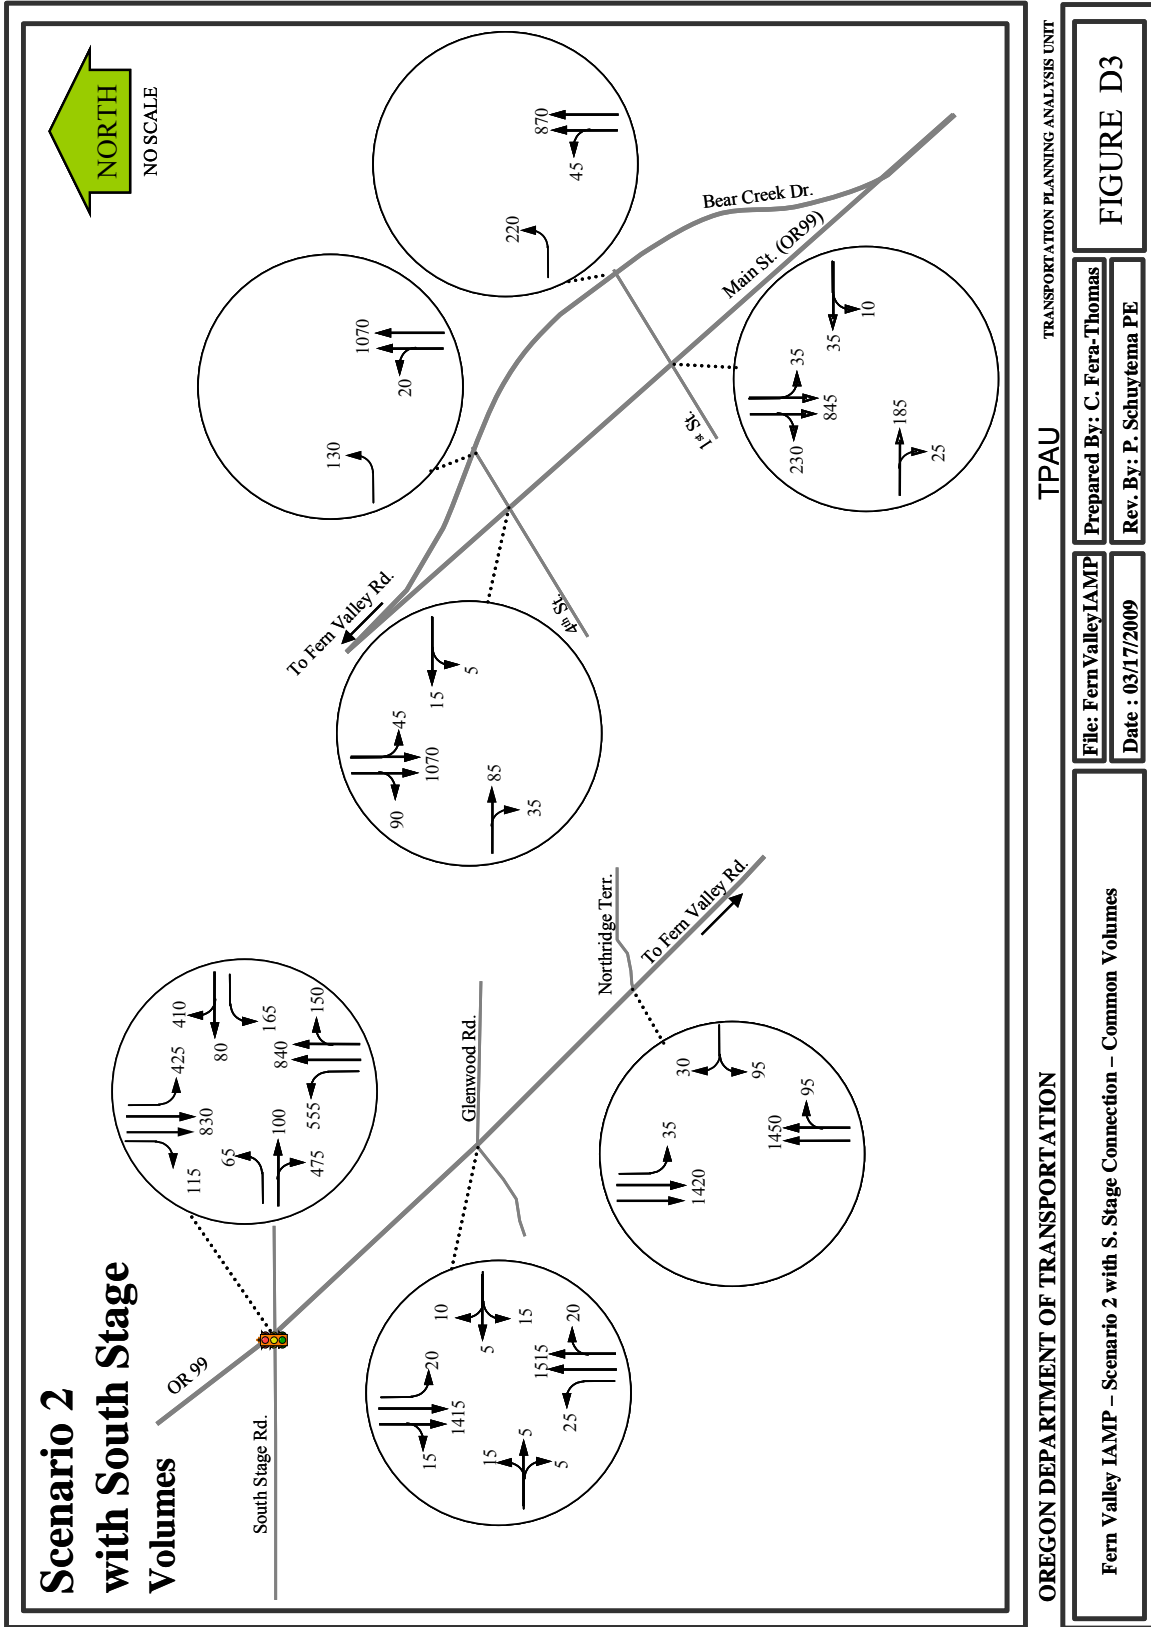 Scenario 2
with South Stage
Volumes
NORTH
NO SCALE
OR 99
South Stage Rd.
115
830
425
410
80
165
65
100
475
555
840
150
Glenwood Rd.
15
1415
20
10
5
15
15
5
5
25
1515
20
Northridge Terr.
To Fern Valley Rd.
1420
35
30
95
1450
95
To Fern Valley Rd.
90
1070
45
15
5
85
35
4th St.
130
20
1070
220
45
870
Bear Creek Dr.
Main St. (OR99)
1st St.
230
845
35
35
10
185
25
OREGON DEPARTMENT OF TRANSPORTATION
TPAU
TRANSPORTATION PLANNING ANALYSIS UNIT
Fern Valley IAMP – Scenario 2 with S. Stage Connection – Common Volumes
File: FernValleyIAMP
Date : 03/17/2009
Prepared By: C. Fera-Thomas
Rev. By: P. Schuytema PE
FIGURE D3